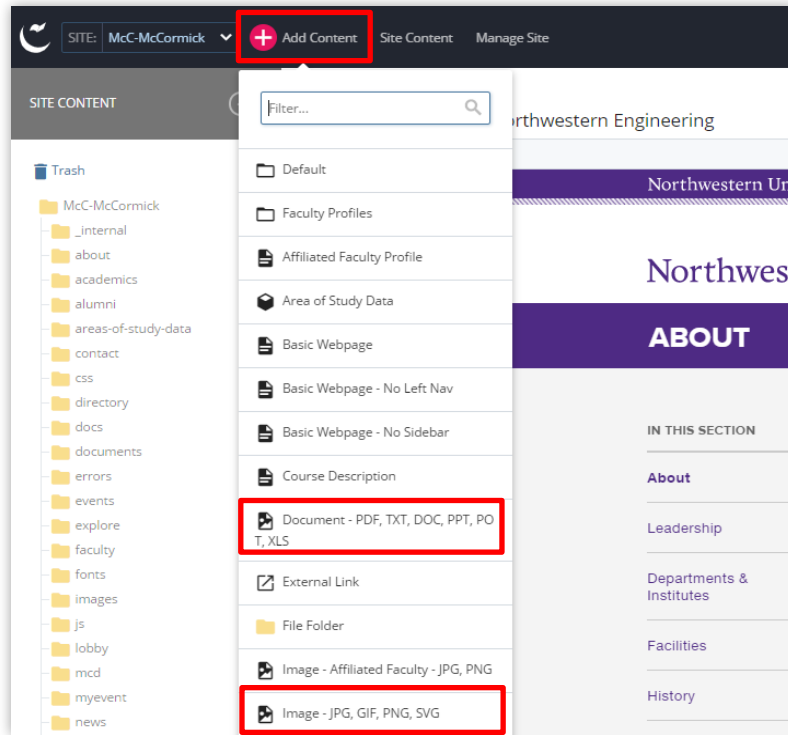 SITE: McC-McCormick
Add Content
Site Content
Manage Site
SITE CONTENT
Trash
McC-McCormick
_internal
about
academics
alumni
areas-of-study-data
contact
css
directory
docs
documents
errors
events
explore
faculty
fonts
images
js
lobby
mcd
myevent
news
Filter...
Default
Faculty Profiles
Affiliated Faculty Profile
Area of Study Data
Basic Webpage
Basic Webpage - No Left Nav
Basic Webpage - No Sidebar
Course Description
Document - PDF, TXT, DOC, PPT, PO
T, XLS
External Link
File Folder
Image - Affiliated Faculty - JPG, PNG
Image - JPG, GIF, PNG, SVG
rthwestern Engineering
Northwestern Un
Northwes
ABOUT
IN THIS SECTION
About
Leadership
Departments &
Institutes
Facilities
History